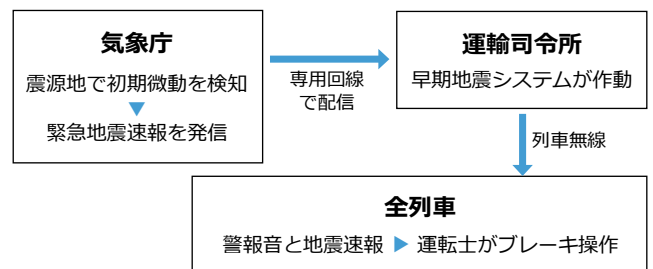 気象庁
震源地で初期微動を検知
▼
緊急地震速報を発信
専用回線
で配信
運輸司令所
早期地震システムが作動
列車無線
全列車
警報音と地震速報 ▶ 運転士がブレーキ操作